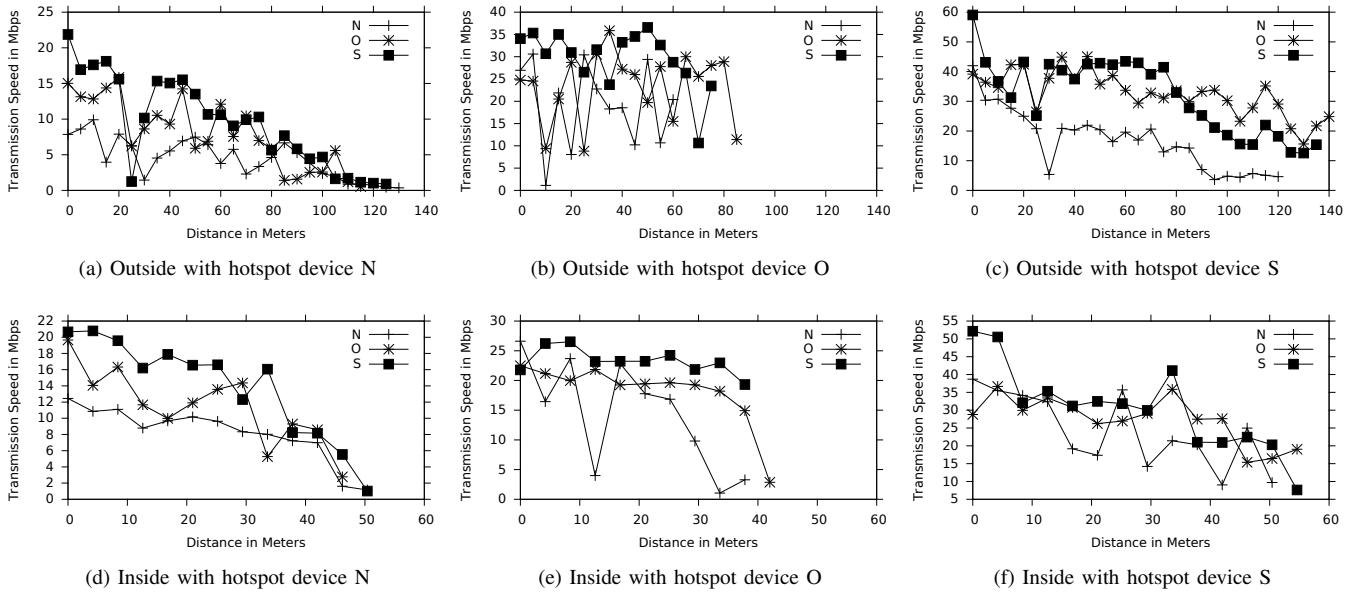 25
20
15
10
5
0
0 20 40 60 80 100 120 140
Transmission Speed in Mbps
Distance in Meters
N
O
S
(a) Outside with hotspot device N
40
35
30
25
20
15
10
5
0
0 20 40 60 80 100 120 140
Transmission Speed in Mbps
Distance in Meters
N
O
S
(b) Outside with hotspot device O
60
50
40
30
20
10
0
0 20 40 60 80 100 120 140
Transmission Speed in Mbps
Distance in Meters
N
O
S
(c) Outside with hotspot device S
22
20
18
16
14
12
10
8
6
4
2
0
0 10 20 30 40 50 60
Transmission Speed in Mbps
Distance in Meters
N
O
S
(d) Inside with hotspot device N
30
25
20
15
10
5
0
0 10 20 30 40 50 60
Transmission Speed in Mbps
Distance in Meters
N
O
S
(e) Inside with hotspot device O
55
50
45
40
35
30
25
20
15
10
5
0 10 20 30 40 50 60
Transmission Speed in Mbps
Distance in Meters
N
O
S
(f) Inside with hotspot device S